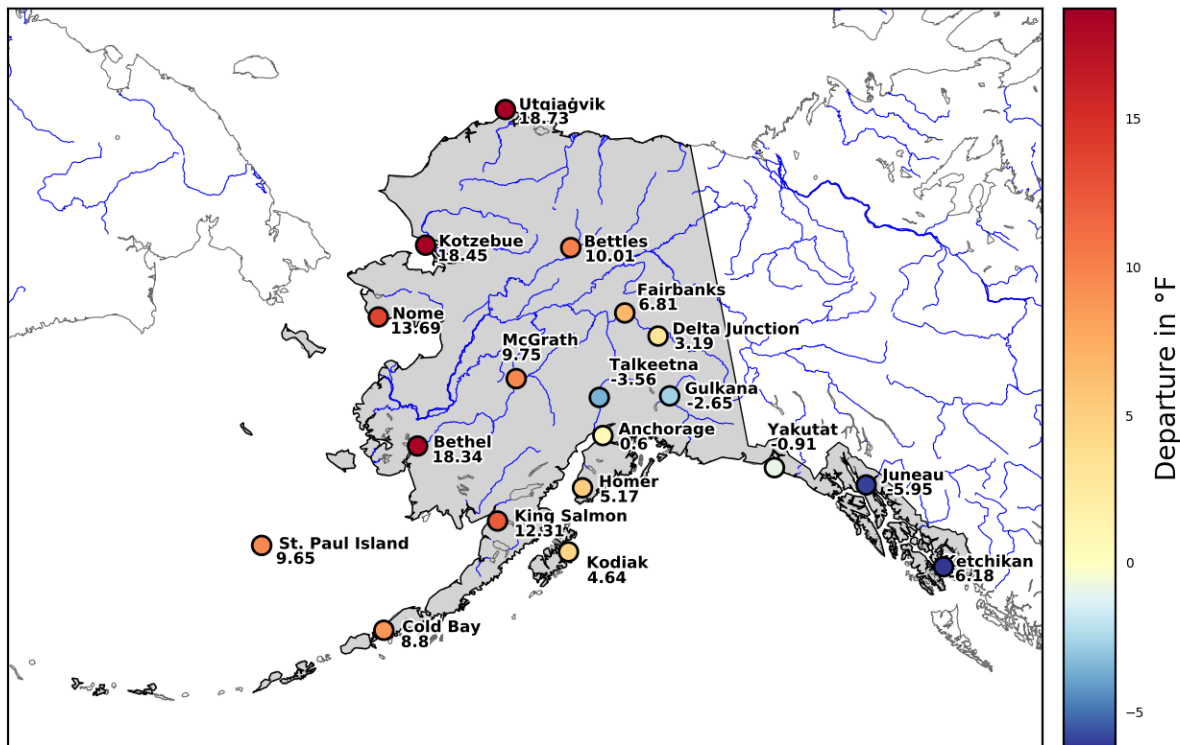 Utqiaġvik
18.73
Kotzebue
18.45
Bettles
10.01
Nome
13.69
Fairbanks
6.81
Delta Junction
3.19
McGrath
9.75
Talkeetna
-3.56
Gulkana
-2.65
Anchorage
-0.6
Bethel
18.34
Yakutat
-0.91
Juneau
-5.95
Homer
5.17
King Salmon
12.31
St. Paul Island
9.65
Kodiak
4.64
Ketchikan
-6.18
Cold Bay
8.8
15
10
5
0
−5
Departure in °F